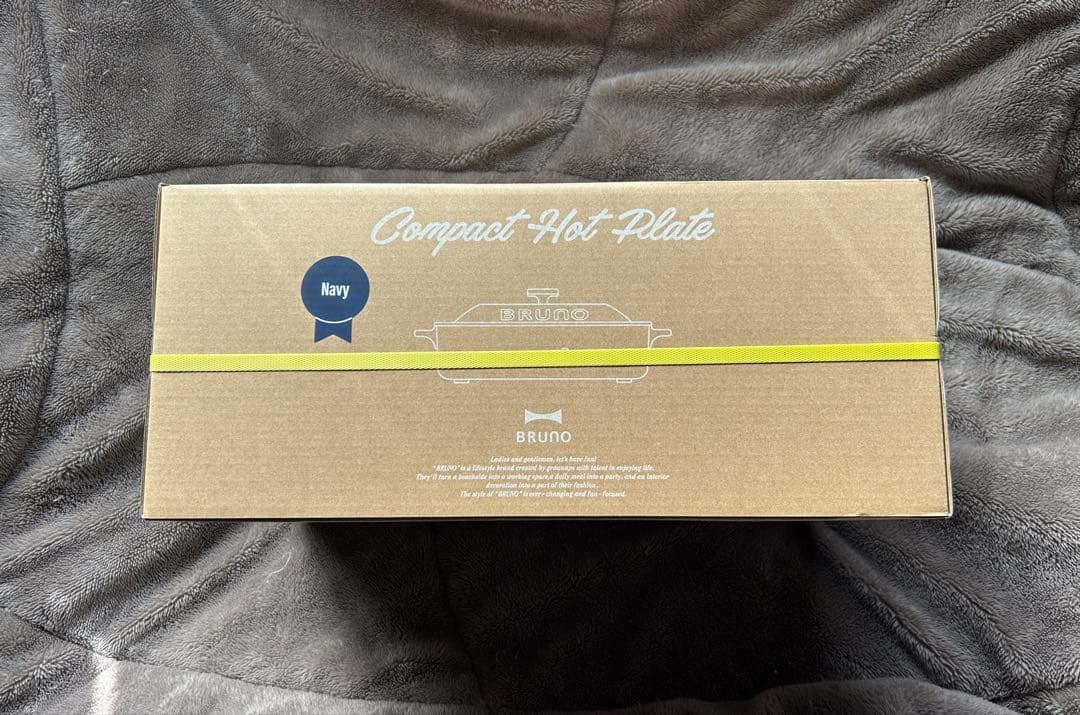 Compact Hot Plate
Navy
BRUNO
BRUNO
Ladies and gentlemen, let's have fun!
"BRUNO" is a lifestyle brand created by grownups with talent in enjoying life.
They'll turn a boathside into a working space, a daily meet into a party, and an interior
decoration into a part of their fashion.
The style of "BRUNO" is ever-changing and fun-focused.